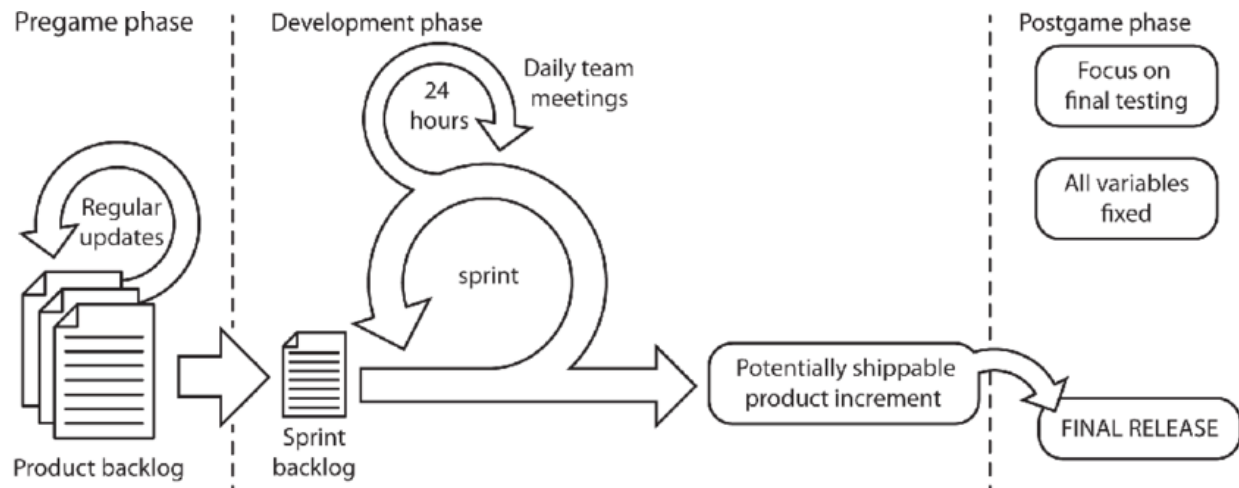 Pregame phase
Development phase
Postgame phase
Regular
updates
Product backlog
24
hours
Daily team
meetings
sprint
Sprint
backlog
Potentially shippable
product increment
Focus on
final testing
All variables
fixed
FINAL RELEASE